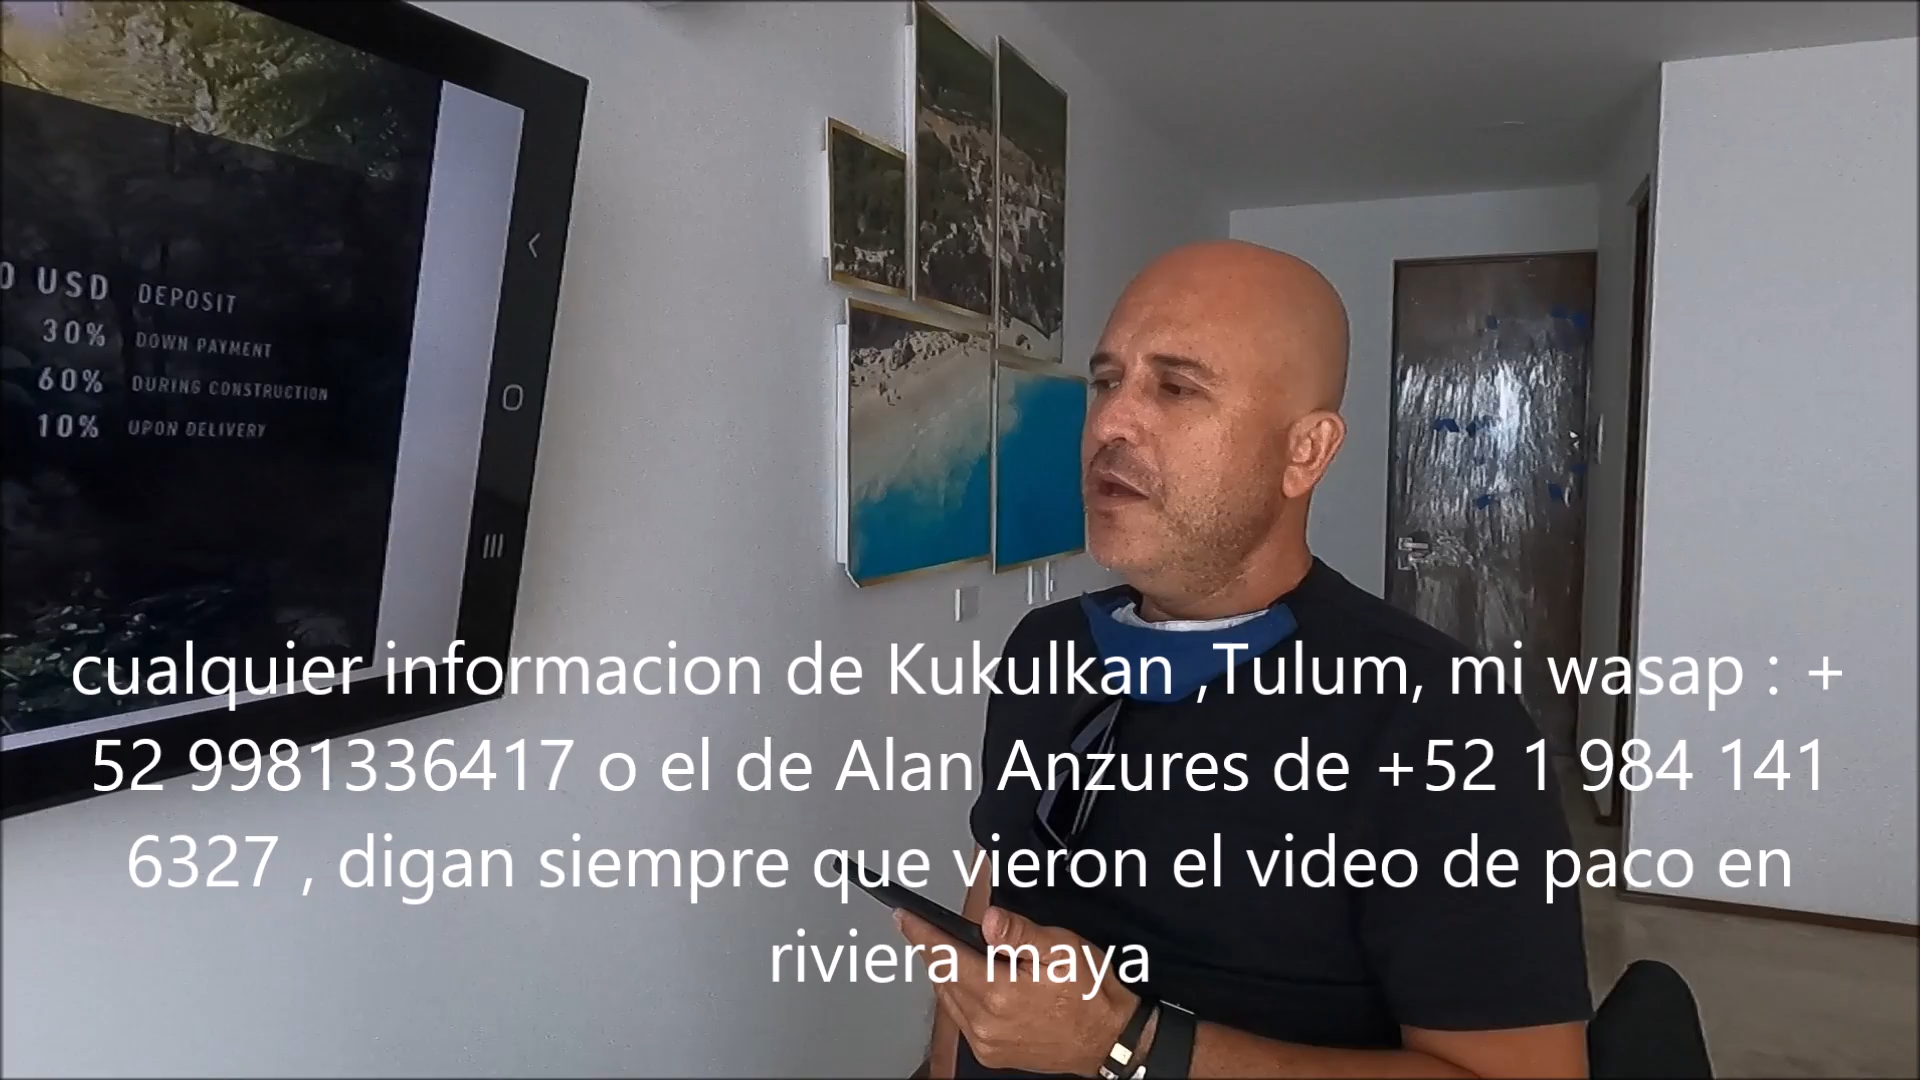 USD DEPOSIT
30% DOWN PAYMENT
60% DURING CONSTRUCTION
10% UPON DELIVERY
cualquier informacion de Kukulkan ,Tulum, mi wasap : +
52 9981336417 o el de Alan Anzures de +52 1 984 141
6327 , digan siempre que vieron el video de paco en
riviera maya